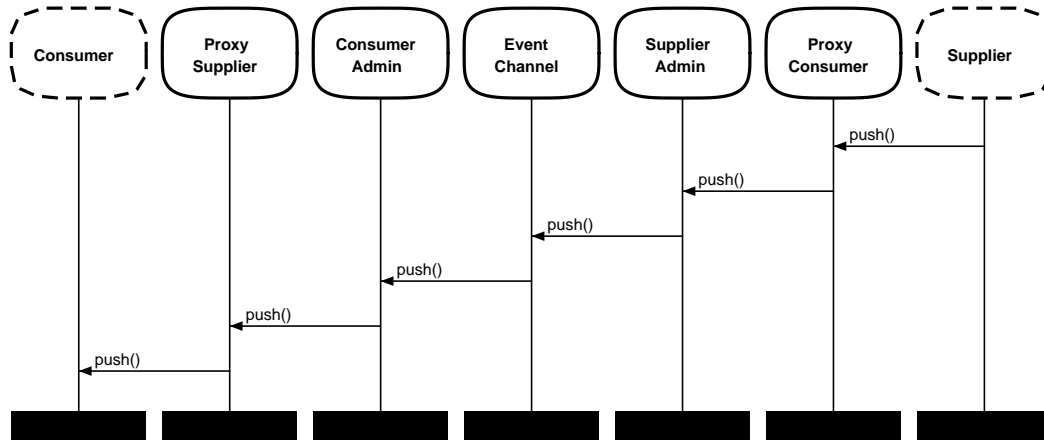 Consumer
Proxy
Supplier
Consumer
Admin
Event
Channel
Supplier
Admin
Proxy
Consumer
Supplier
push()
push()
push()
push()
push()
push()